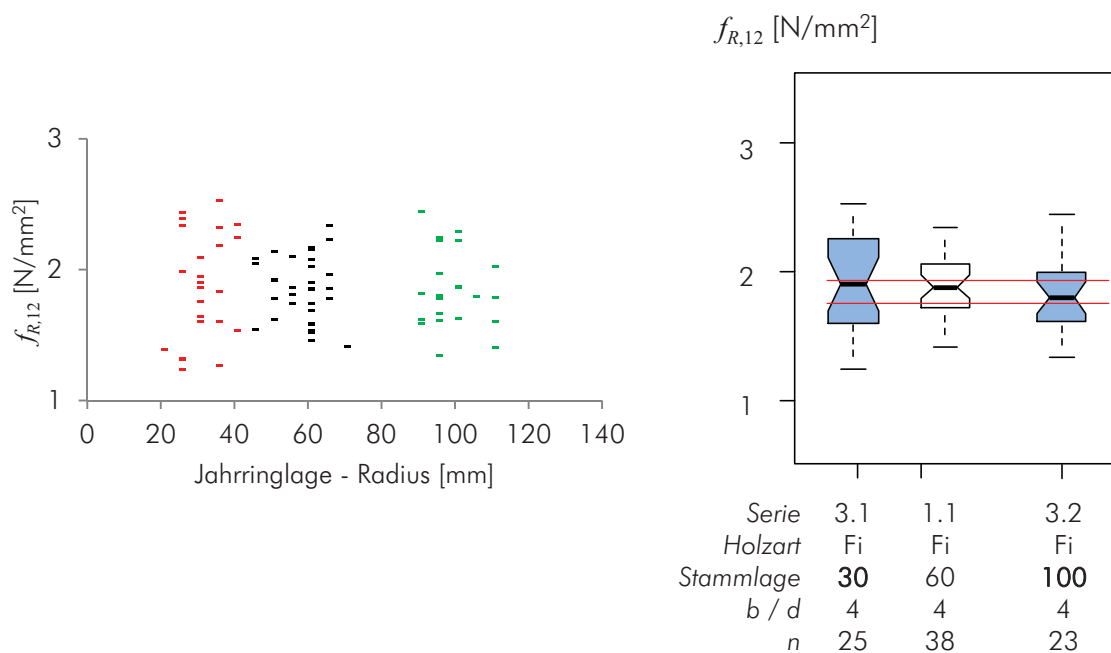 f_R,12 [N/mm²]
3
2
1
f_R,12 [N/mm²]
0 20 40 60 80 100 120 140
Jahrringlage - Radius [mm]
3
2
1
Serie 3.1 1.1 3.2
Holzart Fi Fi Fi
Stammlage 30 60 100
b / d 4 4 4
n 25 38 23